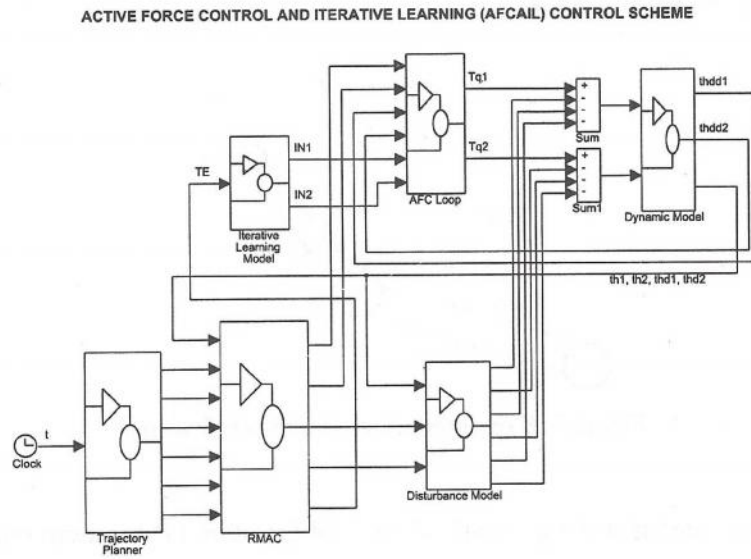 ACTIVE FORCE CONTROL AND ITERATIVE LEARNING (AFCAIL) CONTROL SCHEME
Tq1
thdd1
+
-
-
-
Sum
thdd2
IN1
TE
Tq2
+
-
-
-
Sum1
IN2
AFC Loop
Dynamic Model
Iterative
Learning
Model
th1, th2, thd1, thd2
t
Clock
Disturbance Model
Trajectory
Planner
RMAC